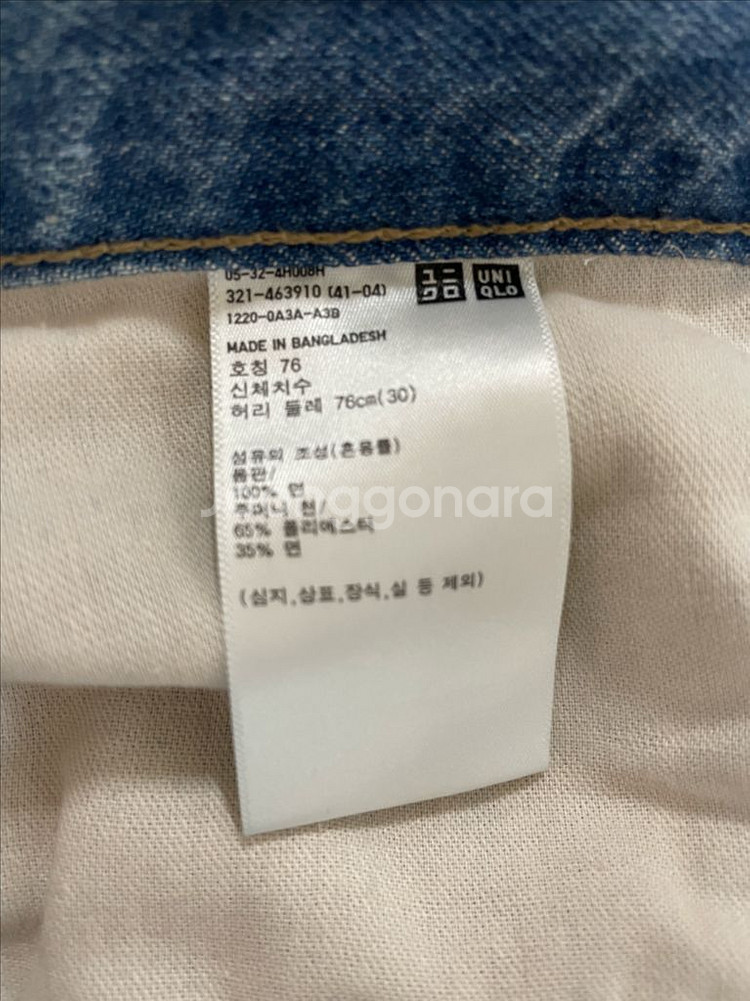 05-32-4H008H
321-463910 (41-04)
1220-0A3A-A3B
ユニ
クロ
UNI
QLO
MADE IN BANGLADESH
호칭 76
신체치수
허리 둘레 76cm(30)
섬유의 조성(혼용률)
몸판/
100% 면
주머니 천/
65% 폴리에스터
35% 면
(심지,상표,장식,실 등 제외)
Joonggonara